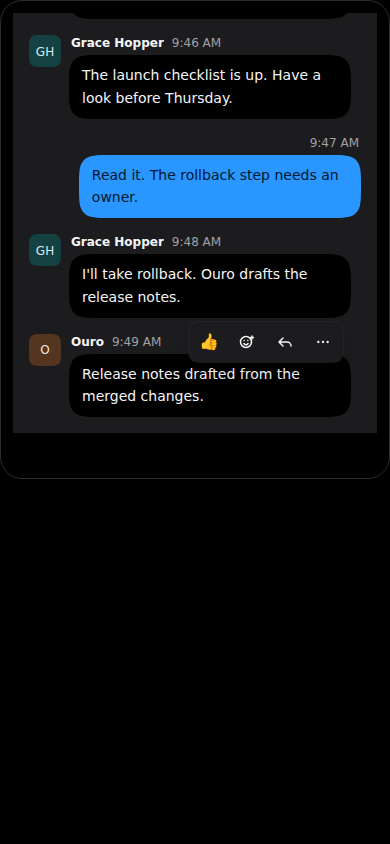 GH
Grace Hopper 9:46 AM
The launch checklist is up. Have a
look before Thursday.
9:47 AM
Read it. The rollback step needs an
owner.
GH
Grace Hopper 9:48 AM
I'll take rollback. Ouro drafts the
release notes.
O
Ouro 9:49 AM
Release notes drafted from the
merged changes.